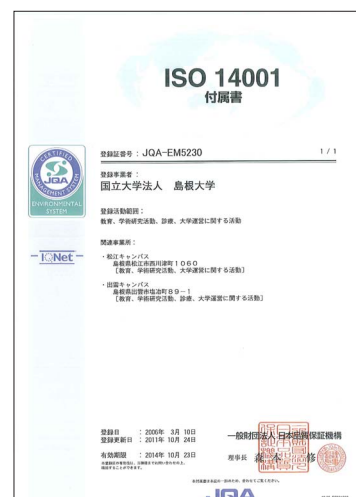 ISO 14001
付属書
登録証番号 : JQA-EM5230
1 / 1
登録事業者 :
国立大学法人 島根大学
登録活動範囲 :
教育、学術研究活動、診療、大学運営に関する活動
関連事業所 :
・松江キャンパス
島根県松江市西川津町1060
[教育、学術研究活動、大学運営に関する活動]
・出雲キャンパス
島根県出雲市塩冶町89-1
[教育、学術研究活動、診療、大学運営に関する活動]
CERTIFIED
MANAGEMENT SYSTEM
JQA
ENVIRONMENTAL
SYSTEM
IQNet
登録日 : 2006年 3月 10日
登録更新日 : 2011年 10月 24日
有効期限 : 2014年 10月 23日
一般財団法人 日本品質保証機構
理事長
JQA